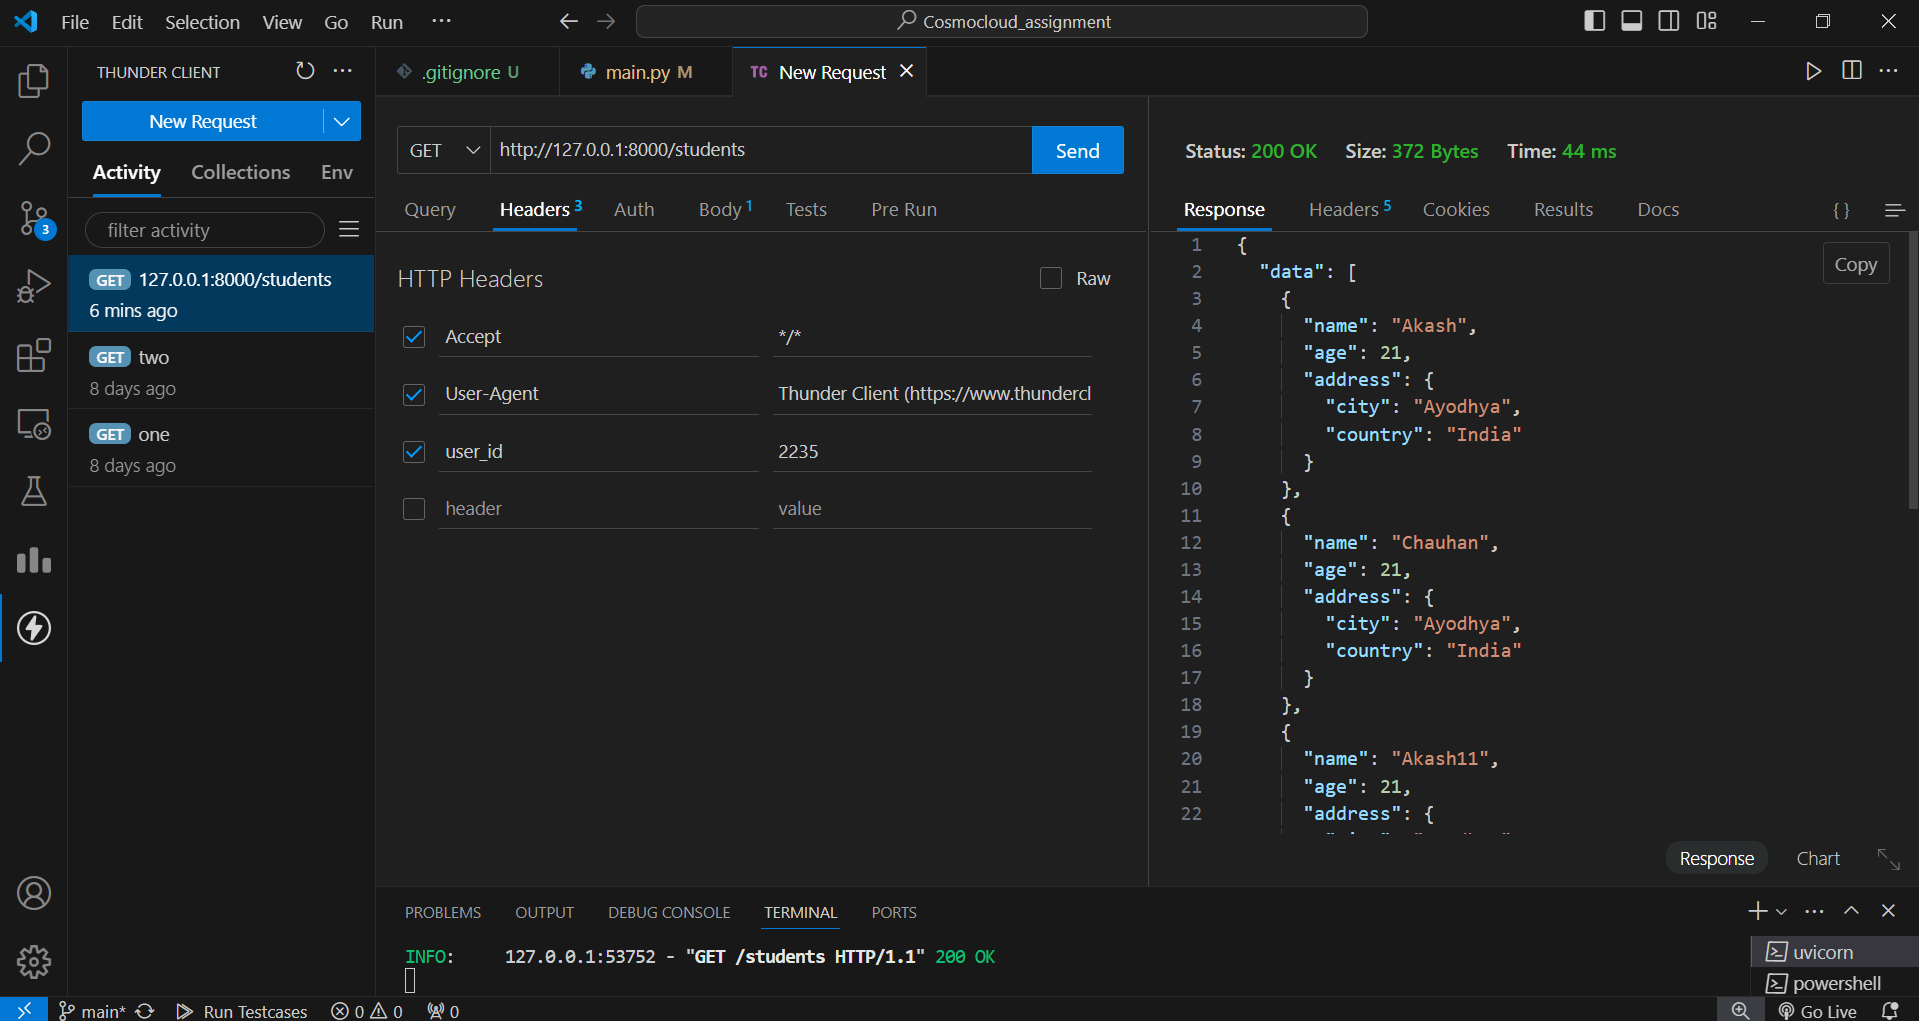 File Edit Selection View Go Run ···
Cosmocloud_assignment
THUNDER CLIENT
New Request
Activity Collections Env
filter activity
GET 127.0.0.1:8000/students
6 mins ago
GET two
8 days ago
GET one
8 days ago
3
.gitignore U
main.py M
TC New Request
GET http://127.0.0.1:8000/students Send
Query Headers 3 Auth Body 1 Tests Pre Run
HTTP Headers Raw
Accept */*
User-Agent Thunder Client (https://www.thundercl
user_id 2235
header value
Status: 200 OK Size: 372 Bytes Time: 44 ms
Response Headers 5 Cookies Results Docs { }
Copy
1 {
2 "data": [
3 {
4 "name": "Akash",
5 "age": 21,
6 "address": {
7 "city": "Ayodhya",
8 "country": "India"
9 }
10 },
11 {
12 "name": "Chauhan",
13 "age": 21,
14 "address": {
15 "city": "Ayodhya",
16 "country": "India"
17 }
18 },
19 {
20 "name": "Akash11",
21 "age": 21,
22 "address": {
Response Chart
PROBLEMS OUTPUT DEBUG CONSOLE TERMINAL PORTS
INFO: 127.0.0.1:53752 - "GET /students HTTP/1.1" 200 OK
uvicorn
powershell
main* Run Testcases 0 0 0 Go Live